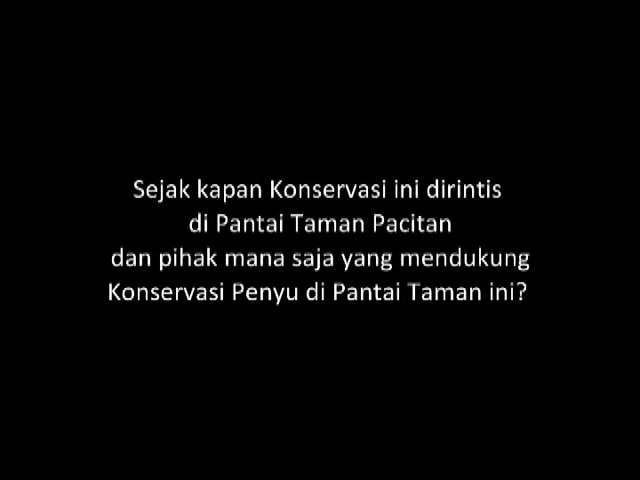 Sejak kapan Konservasi ini dirintis
di Pantai Taman Pacitan
dan pihak mana saja yang mendukung
Konservasi Penyu di Pantai Taman ini?